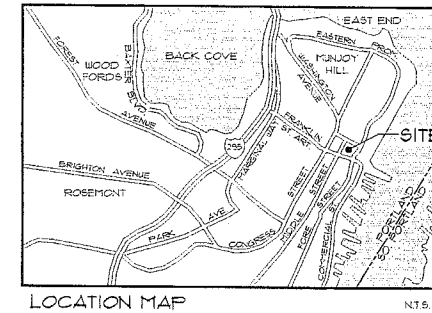 EAST END
EASTERN
PROM
MUNJOY
HILL
WASHINGTON
AVENUE
BACK COVE
FOREST
AVENUE
WOOD
FORDS
BAXTER
BLVD
FRANKLIN
ST. ART.
SITE
295
MARGINAL WAY
BRIGHTON AVENUE
ROSEMONT
PARK
AVE
CONGRESS
STREET
MIDDLE
STREET
FORE
STREET
COMMERCIAL ST.
PORTLAND
SO. PORTLAND
LOCATION MAP
N.T.S.